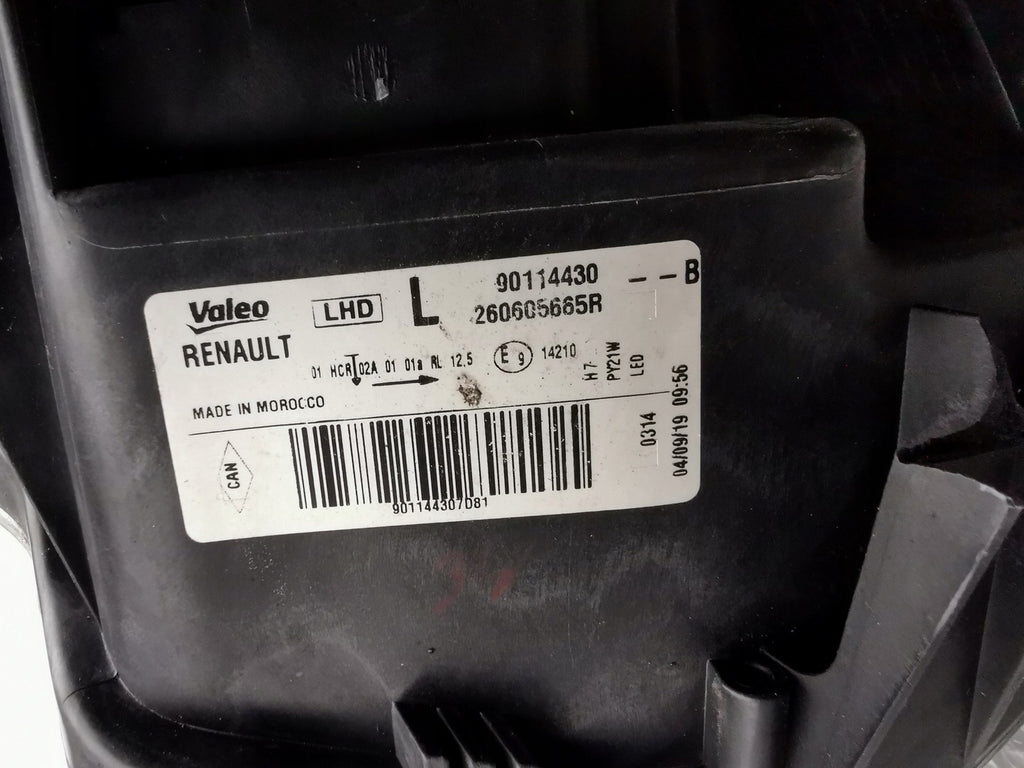 Valeo LHD L 90114430 – – B
RENAULT 260605665R
01 HCR 02A 01 01a RL 12.5 E 9 14210
H7
PY21W
LED
MADE IN MOROCCO
CAN
901144307081
0314
04/09/19 09:56